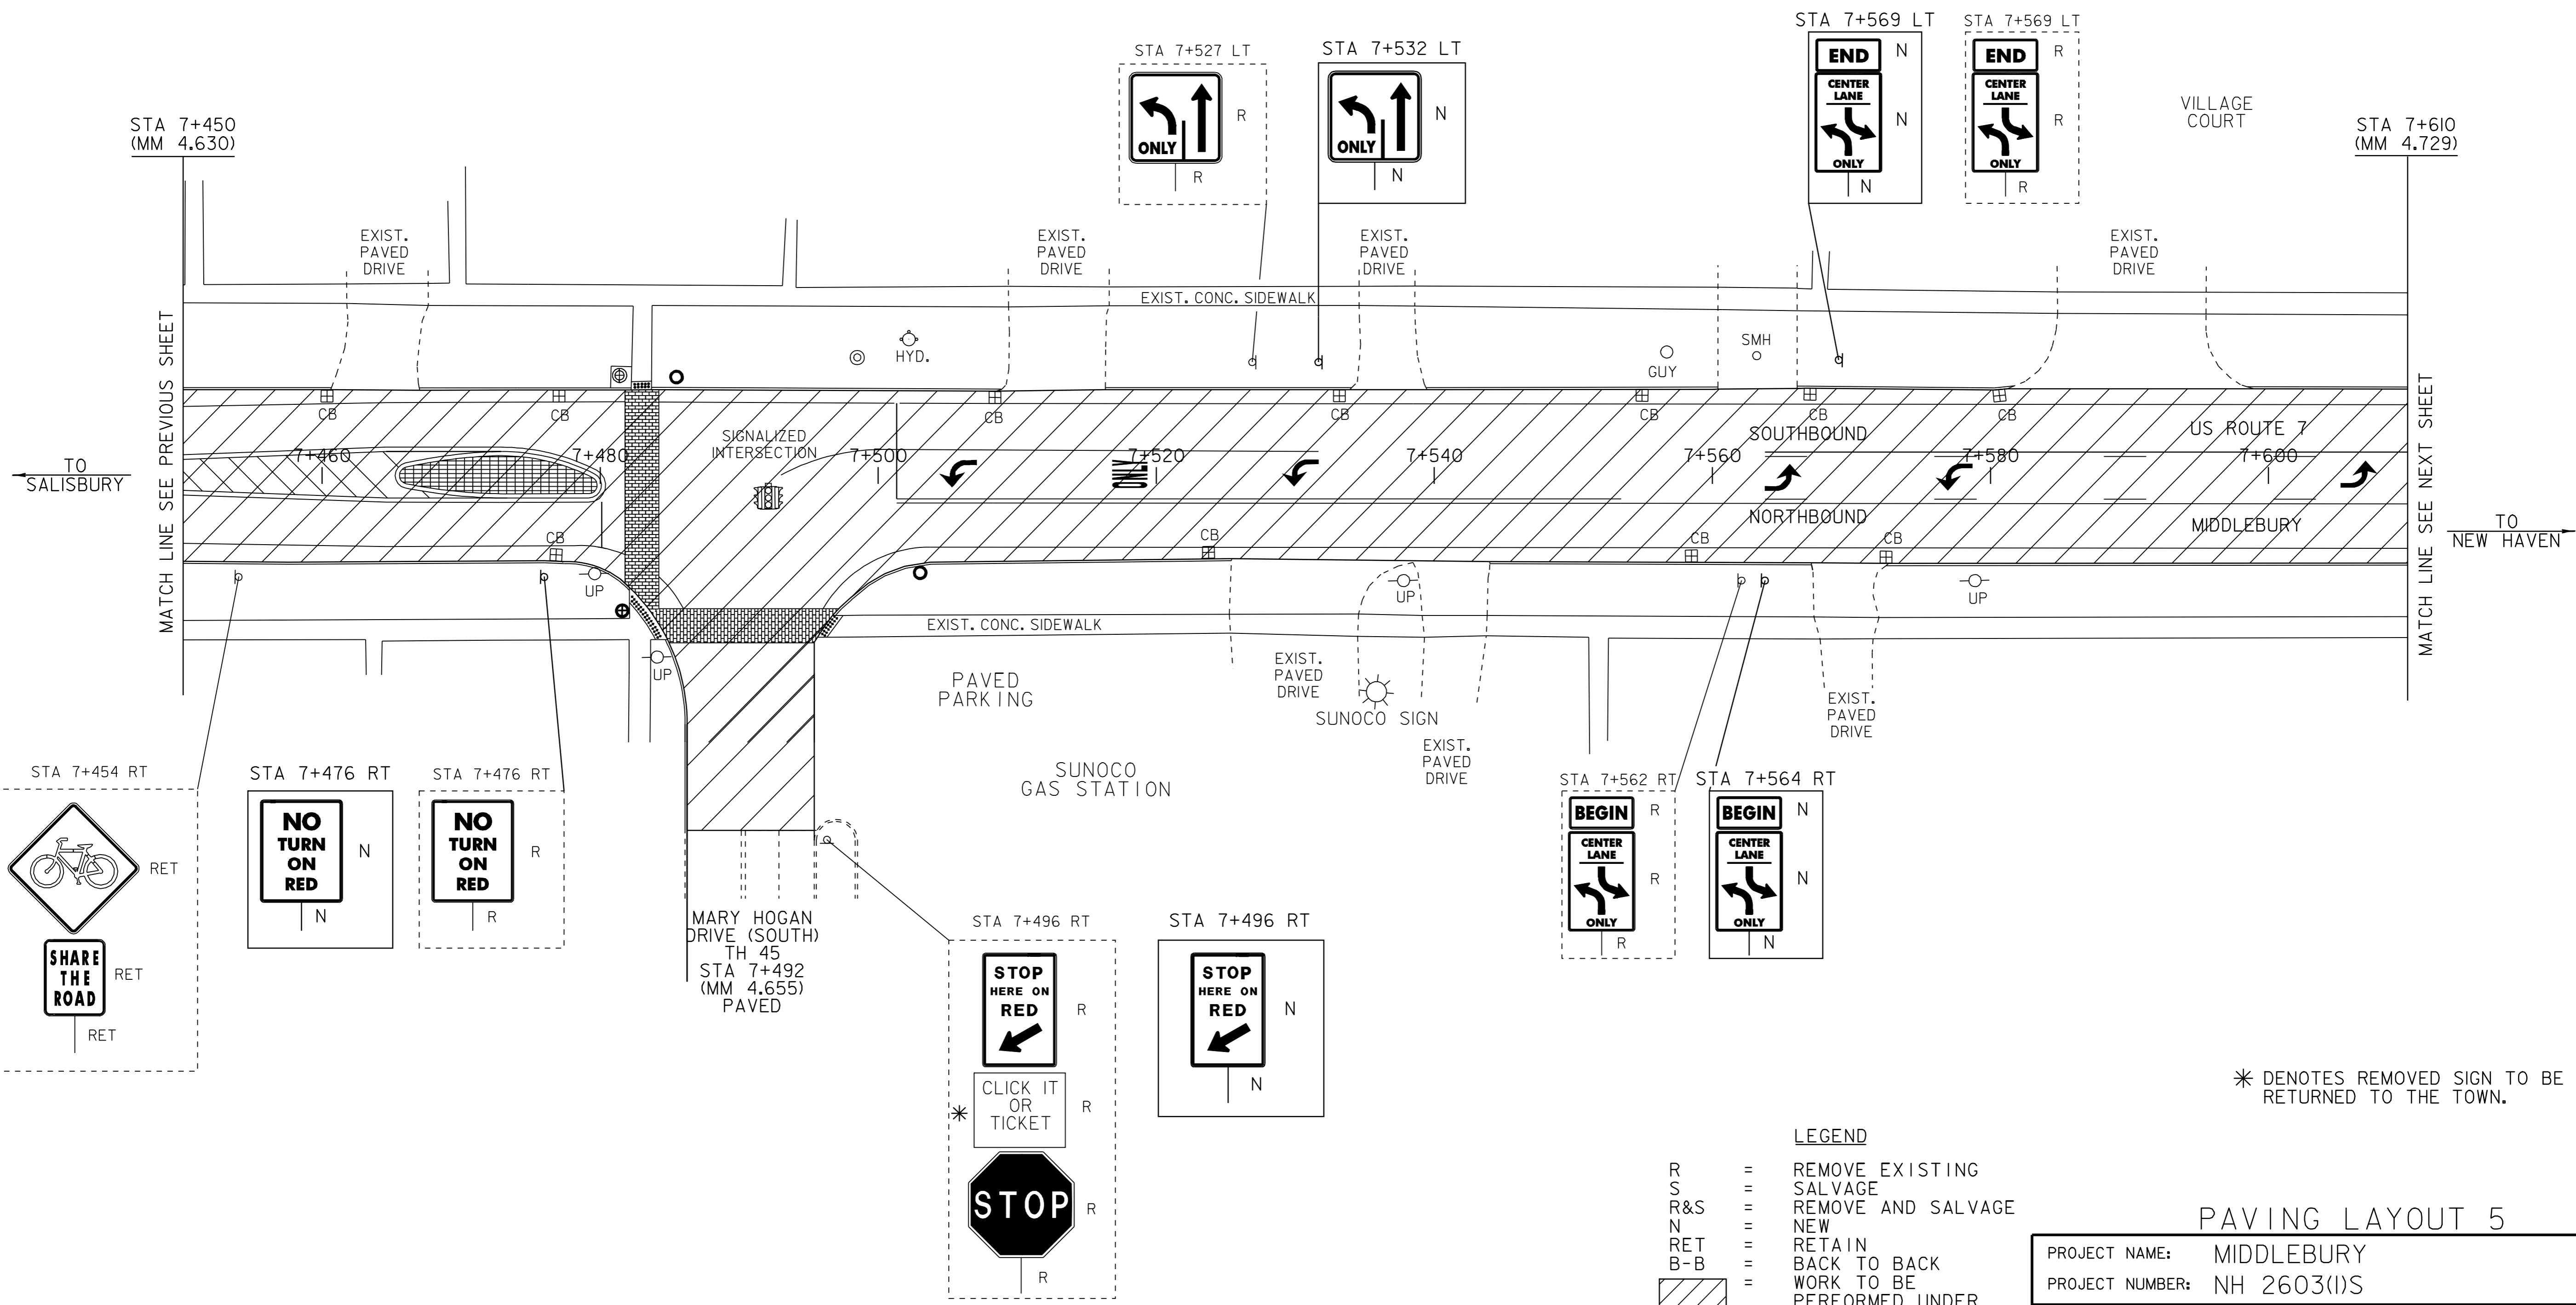 STA 7+569 LT
STA 7+569 LT
STA 7+527 LT
STA 7+532 LT
END
N
CENTER
LANE
N
ONLY
N
END
R
CENTER
LANE
R
ONLY
R
ONLY
R
R
ONLY
N
N
VILLAGE
COURT
STA 7+450
(MM 4.630)
STA 7+610
(MM 4.729)
EXIST.
PAVED
DRIVE
EXIST.
PAVED
DRIVE
EXIST.
PAVED
DRIVE
EXIST.
PAVED
DRIVE
EXIST. CONC. SIDEWALK
HYD.
GUY
SMH
MATCH LINE SEE PREVIOUS SHEET
MATCH LINE SEE NEXT SHEET
CB
CB
CB
CB
CB
CB
CB
SIGNALIZED
INTERSECTION
SOUTHBOUND
US ROUTE 7
7+460
7+480
7+500
7+520
7+540
7+560
7+580
7+600
TO
SALISBURY
ONLY
NORTHBOUND
MIDDLEBURY
TO
NEW HAVEN
CB
CB
CB
CB
UP
UP
UP
UP
EXIST. CONC. SIDEWALK
PAVED
PARKING
EXIST.
PAVED
DRIVE
SUNOCO SIGN
EXIST.
PAVED
DRIVE
EXIST.
PAVED
DRIVE
SUNOCO
GAS STATION
STA 7+454 RT
RET
SHARE
THE
ROAD
RET
RET
STA 7+476 RT
NO
TURN
ON
RED
N
N
STA 7+476 RT
NO
TURN
ON
RED
R
R
STA 7+562 RT
BEGIN
R
CENTER
LANE
R
ONLY
R
STA 7+564 RT
BEGIN
N
CENTER
LANE
N
ONLY
N
MARY HOGAN
DRIVE (SOUTH)
TH 45
STA 7+492
(MM 4.655)
PAVED
STA 7+496 RT
STOP
HERE ON
RED
R
CLICK IT
OR
TICKET
R
✳
STOP
R
R
STA 7+496 RT
STOP
HERE ON
RED
N
N
✳ DENOTES REMOVED SIGN TO BE
RETURNED TO THE TOWN.
LEGEND
R = REMOVE EXISTING
S = SALVAGE
R&S = REMOVE AND SALVAGE
N = NEW
RET = RETAIN
B-B = BACK TO BACK
= WORK TO BE
PERFORMED UNDER
PAVING LAYOUT 5
PROJECT NAME: MIDDLEBURY
PROJECT NUMBER: NH 2603(1)S